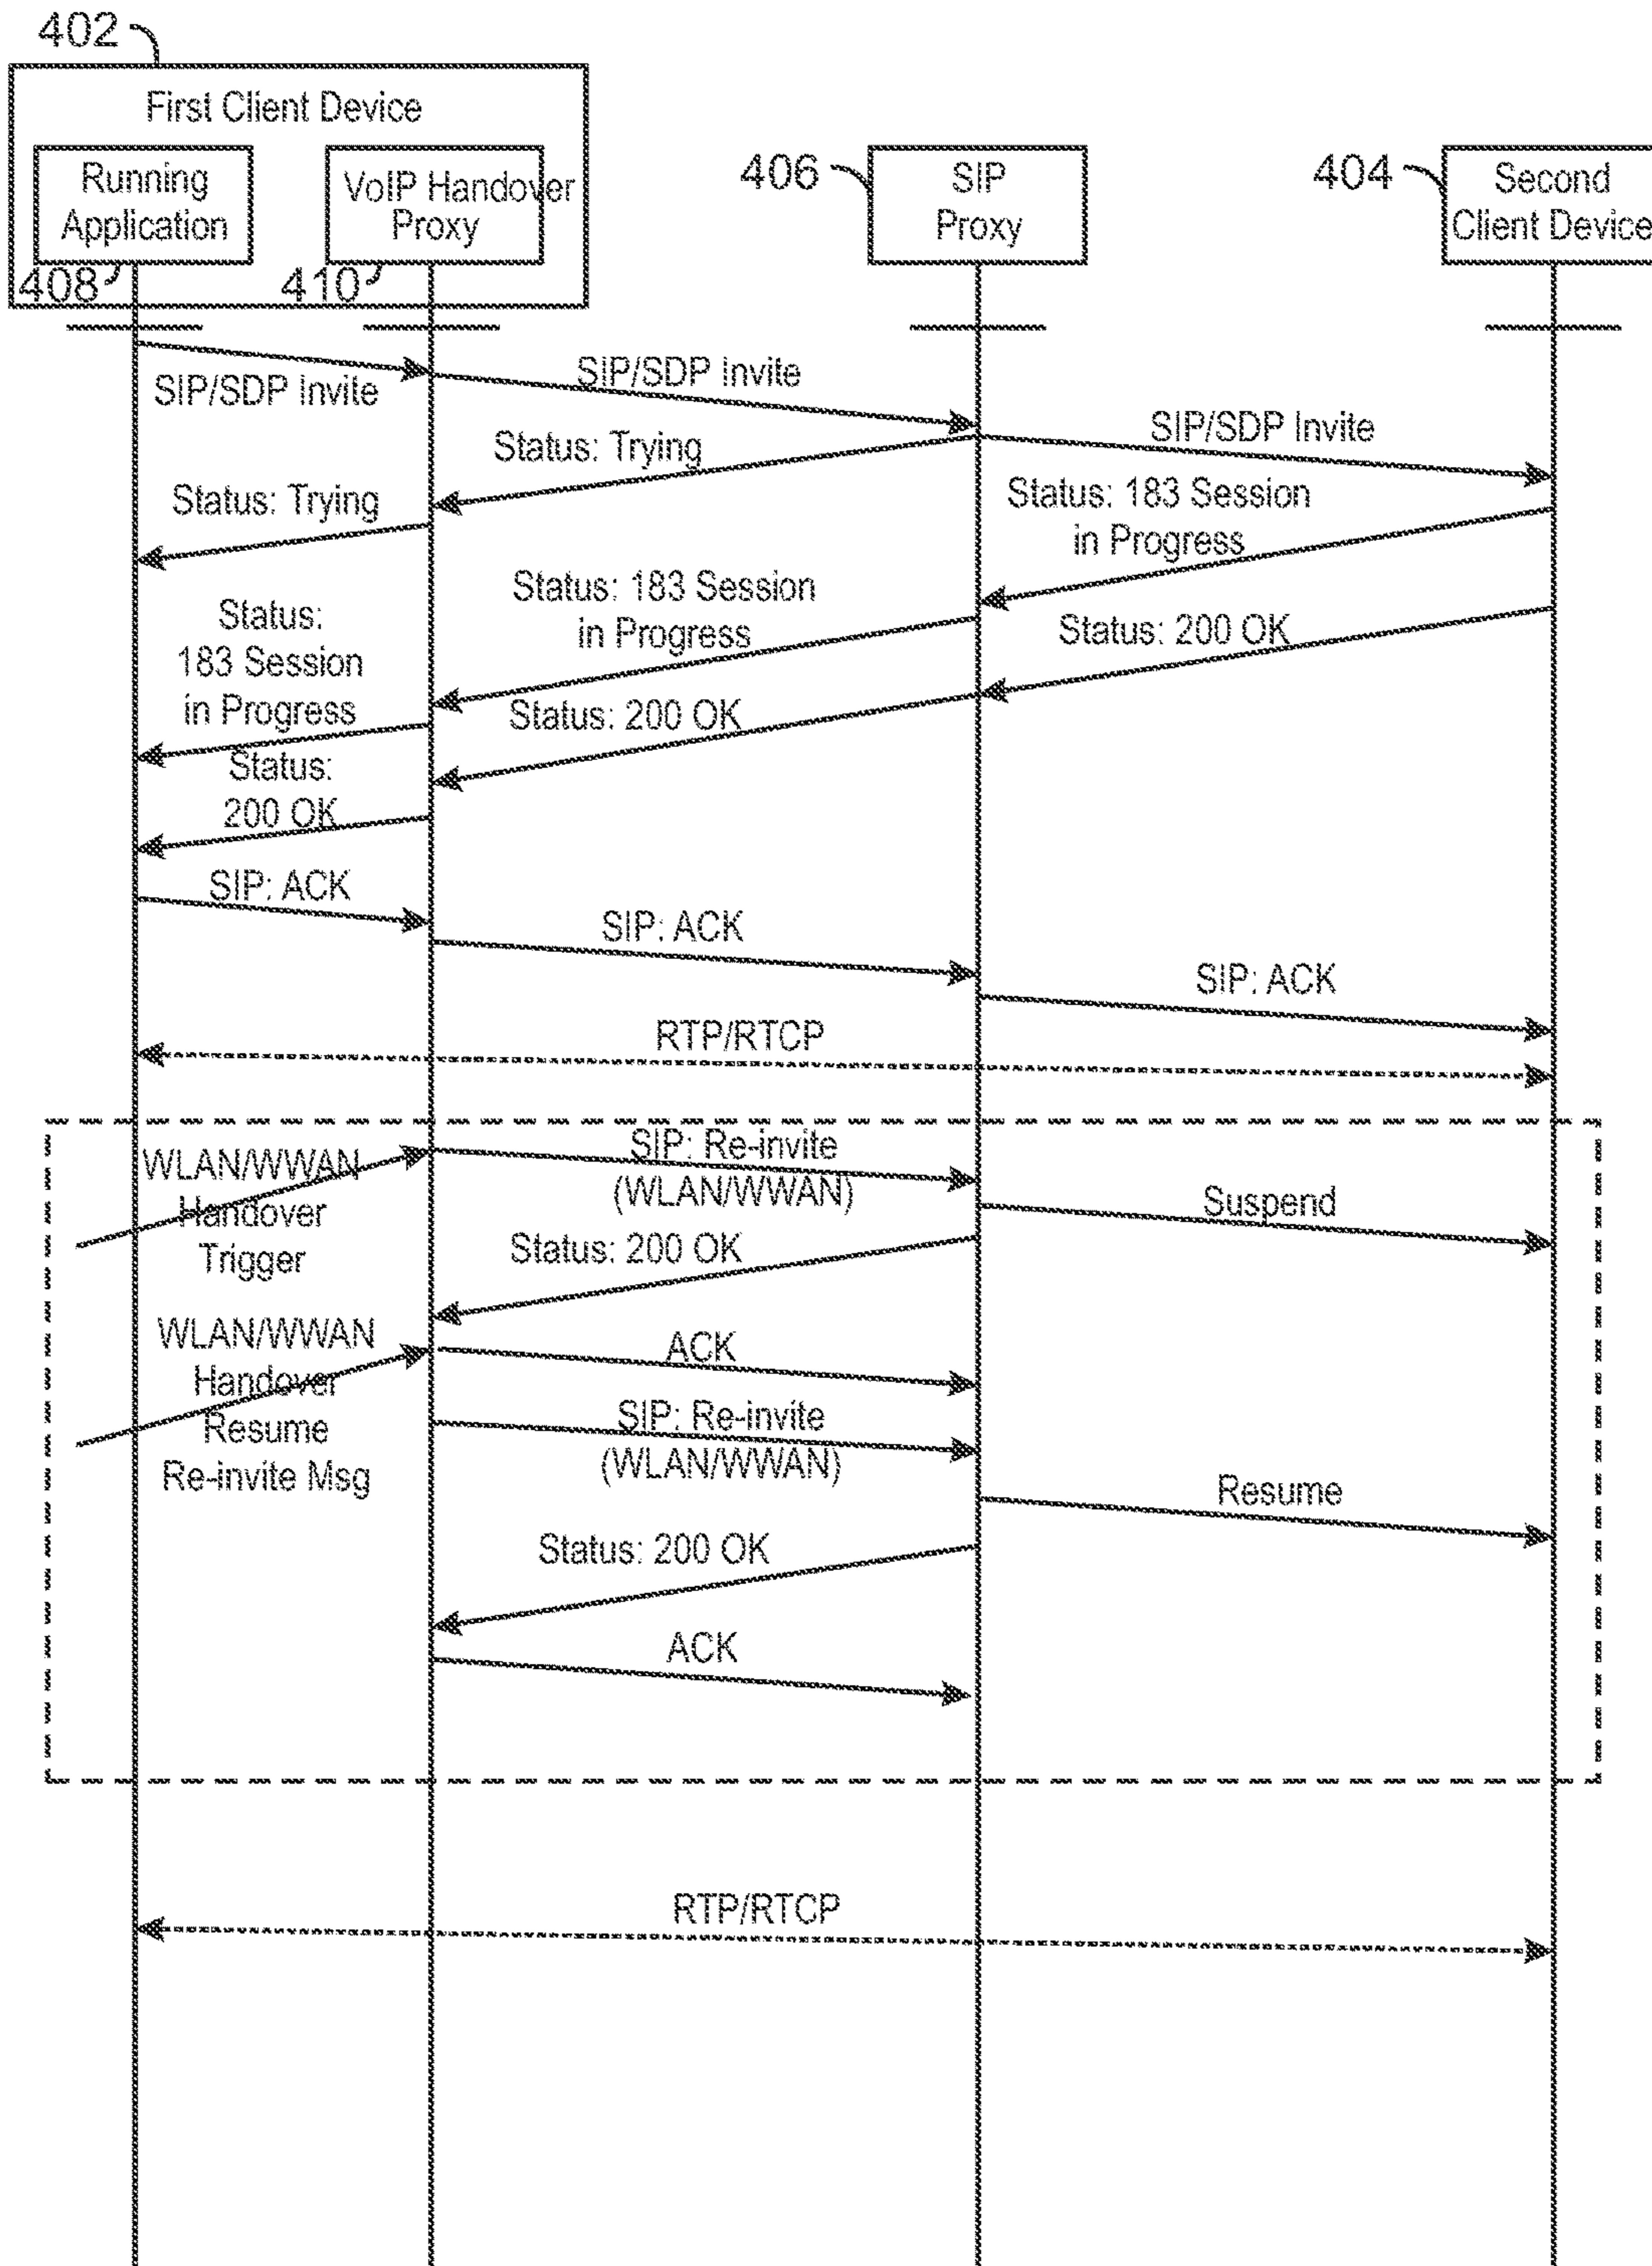 402
First Client Device
Running
Application
VoIP Handover
Proxy
406
SIP
Proxy
404
Second
Client Device
408
410
SIP/SDP Invite
SIP/SDP Invite
SIP/SDP Invite
Status: Trying
Status: Trying
Status: 183 Session
in Progress
Status: 183 Session
in Progress
Status:
183 Session
in Progress
Status: 200 OK
Status: 200 OK
Status:
200 OK
SIP: ACK
SIP: ACK
SIP: ACK
RTP/RTCP
WLAN/WWAN
Handover
Trigger
SIP: Re-invite
(WLAN/WWAN)
Suspend
Status: 200 OK
WLAN/WWAN
Handover
Resume
Re-invite Msg
ACK
SIP: Re-invite
(WLAN/WWAN)
Resume
Status: 200 OK
ACK
RTP/RTCP